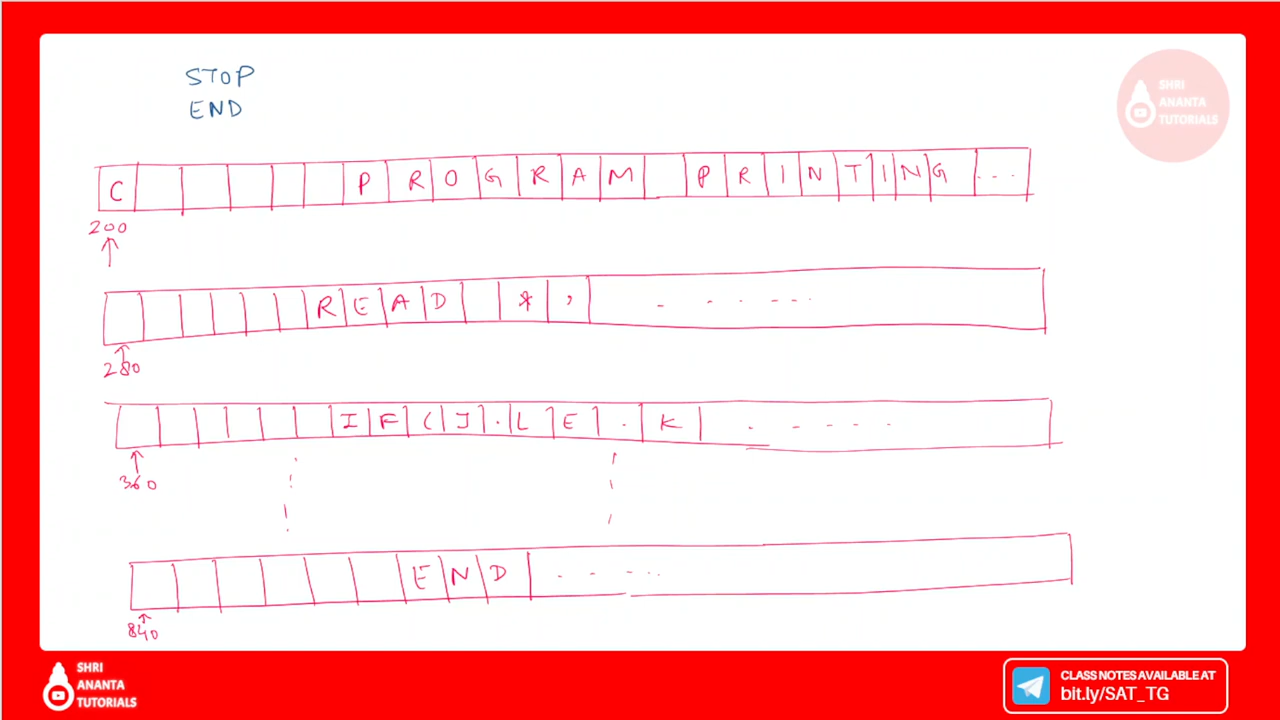 STOP
END
SHRI
ANANTA
TUTORIALS
C PROGRAM PRINTING ...
200
READ *, - - - - - - -
280
IF(J.LE.K . - - - -
360
END . - - - . .
840
SHRI
ANANTA
TUTORIALS
CLASS NOTES AVAILABLE AT
bit.ly/SAT_TG